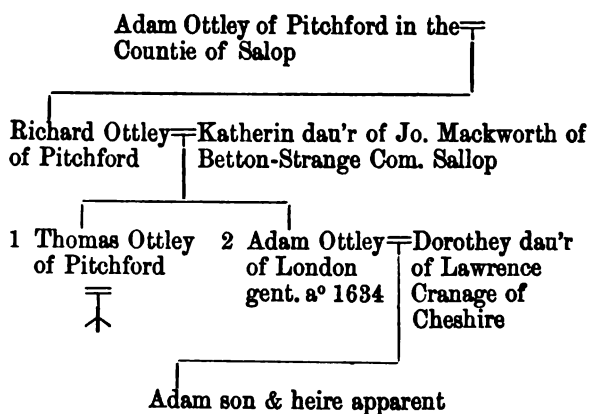 Adam Ottley of Pitchford in the
Countie of Salop
Richard Ottley
of Pitchford
Katherin dau'r of Jo. Mackworth of
Betton-Strange Com. Sallop
1 Thomas Ottley
of Pitchford
2 Adam Ottley
of London
gent. aº 1634
Dorothey dau'r
of Lawrence
Cranage of
Cheshire
Adam son & heire apparent